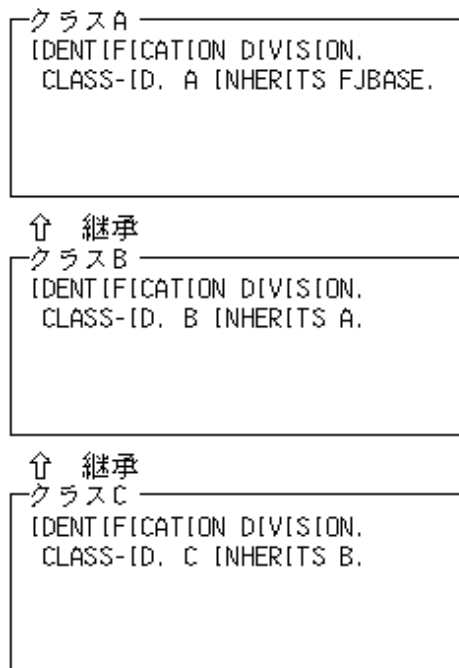 クラスA
IDENTIFICATION DIVISION.
CLASS-ID. A INHERITS FJBASE.
⇧ 継承
クラスB
IDENTIFICATION DIVISION.
CLASS-ID. B INHERITS A.
⇧ 継承
クラスC
IDENTIFICATION DIVISION.
CLASS-ID. C INHERITS B.